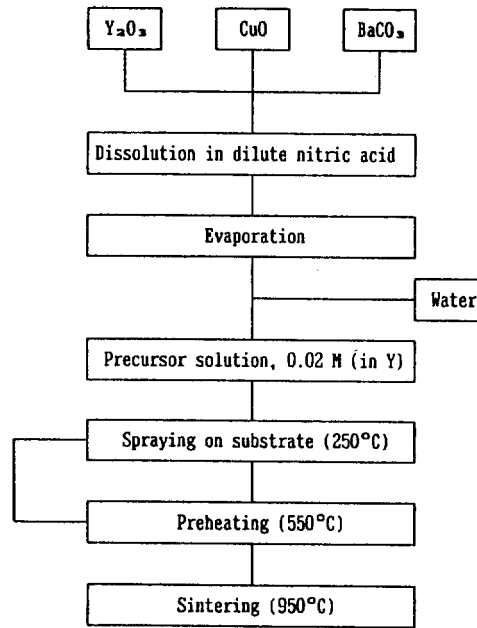 Y₂O₃ CuO BaCO₃
Dissolution in dilute nitric acid
Evaporation
Water
Precursor solution, 0.02 M (in Y)
Spraying on substrate (250°C)
Preheating (550°C)
Sintering (950°C)